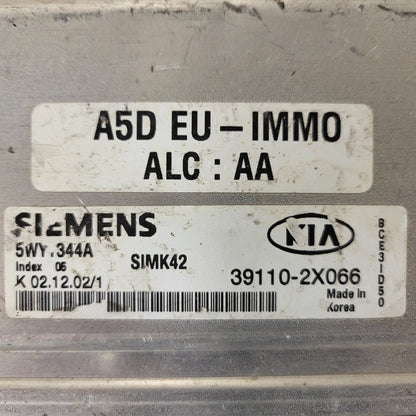 A5D EU - IMMO
ALC : AA
SIEMENS
KIA
5WY1344A
SIMK42
Index 05
39110-2X066
K 02.12.02/1
Made in
Korea
BCE3ID50